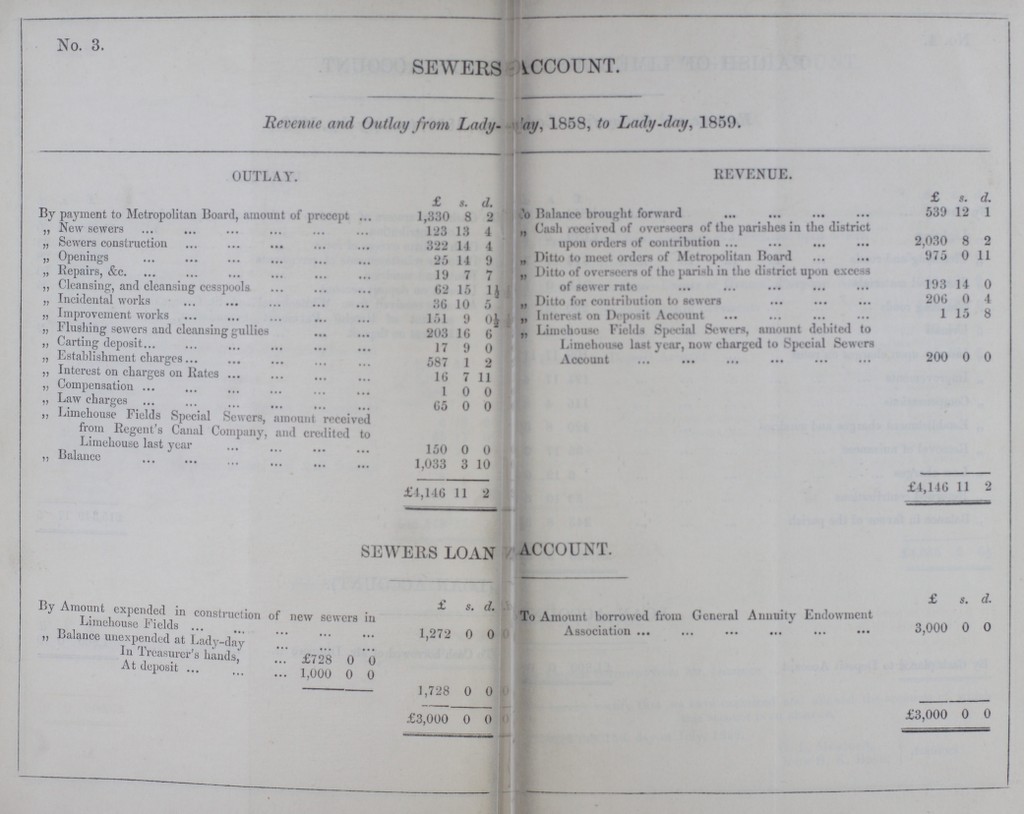 No. 3.
SEWERS ACCOUNT.
Revenue and Outlay from Lady-day, 1858, to Lady-day, 1859.
OUTLAY.
£ s. d.
By payment to Metropolitan Board, amount of precept ... 1,330 8 2
„ New sewers ... ... ... ... ... ... 123 13 4
„ Sewers construction ... ... ... ... ... 322 14 4
„ Openings ... ... ... ... ... ... 25 14 9
„ Repairs, &c. ... ... ... ... ... ... 19 7 7
„ Cleansing, and cleansing cesspools ... ... ... 62 15 1½
„ Incidental works ... ... ... ... ... 36 10 5
„ Improvement works ... ... ... ... ... 151 9 0½
„ Flushing sewers and cleansing gullies ... ... 203 16 6
„ Carting deposit... ... ... ... ... ... 17 9 0
„ Establishment charges ... ... ... ... ... 587 1 2
„ Interest on charges on Rates ... ... ... ... 16 7 11
„ Compensation ... ... ... ... ... ... 1 0 0
„ Law charges ... ... ... ... ... ... 65 0 0
„ Limehouse Fields Special Sewers, amount received
from Regent's Canal Company, and credited to
Limehouse last year ... ... ... ... 150 0 0
„ Balance ... ... ... ... ... ... 1,033 3 10
£4,146 11 2
REVENUE.
£ s. d.
To Balance brought forward ... ... ... ... 539 12 1
„ Cash received of overseers of the parishes in the district
upon orders of contribution ... ... ... ... 2,030 8 2
„ Ditto to meet orders of Metropolitan Board ... ... 975 0 11
„ Ditto of overseers of the parish in the district upon excess
of sewer rate ... ... ... ... ... 193 14 0
„ Ditto for contribution to sewers ... ... ... 206 0 4
„ Interest on Deposit Account ... ... ... ... 1 15 8
„ Limehouse Fields Special Sewers, amount debited to
Limehouse last year, now charged to Special Sewers
Account ... ... ... ... ... ... 200 0 0
£4,146 11 2
SEWERS LOAN ACCOUNT.
£ s. d.
By Amount expended in construction of new sewers in
Limehouse Fields ... ... ... ... ... 1,272 0 0
„ Balance unexpended at Lady-day ... ... ...
In Treasurer's hands, ... £728 0 0
At deposit ... ... ... 1,000 0 0
1,728 0 0
£3,000 0 0
£ s. d.
To Amount borrowed from General Annuity Endowment
Association ... ... ... ... ... ... 3,000 0 0
£3,000 0 0